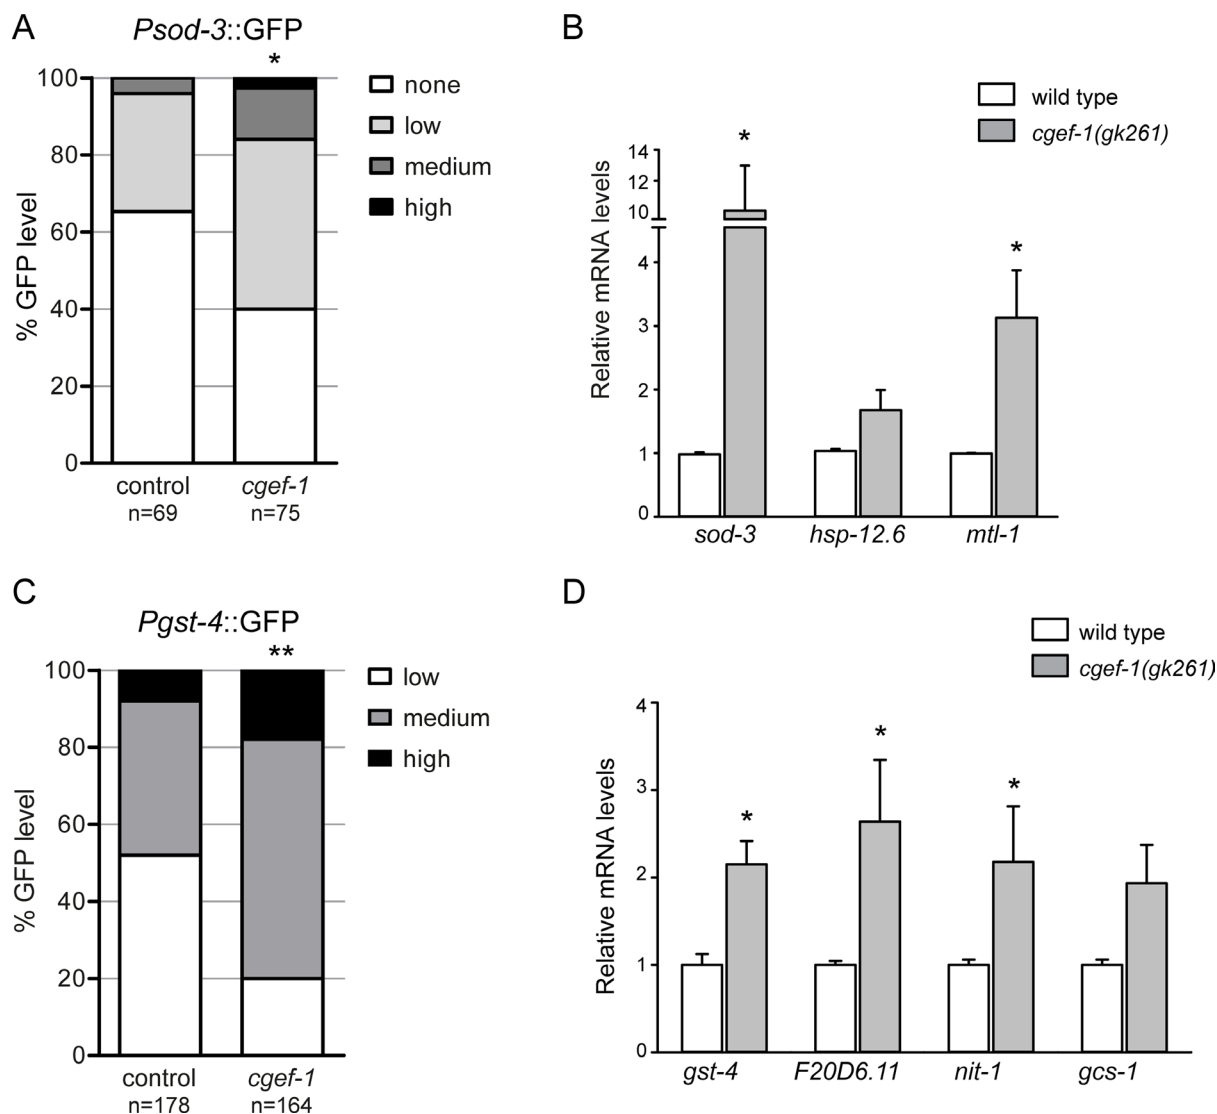 A
Psod-3::GFP
*
100
80
60
40
20
0
% GFP level
control
n=69
cgef-1
n=75
none
low
medium
high
B
wild type
cgef-1(gk261)
Relative mRNA levels
14
12
10
4
3
2
1
0
*
*
sod-3
hsp-12.6
mtl-1
C
Pgst-4::GFP
**
100
80
60
40
20
0
% GFP level
control
n=178
cgef-1
n=164
low
medium
high
D
wild type
cgef-1(gk261)
Relative mRNA levels
4
3
2
1
0
*
*
*
gst-4
F20D6.11
nit-1
gcs-1